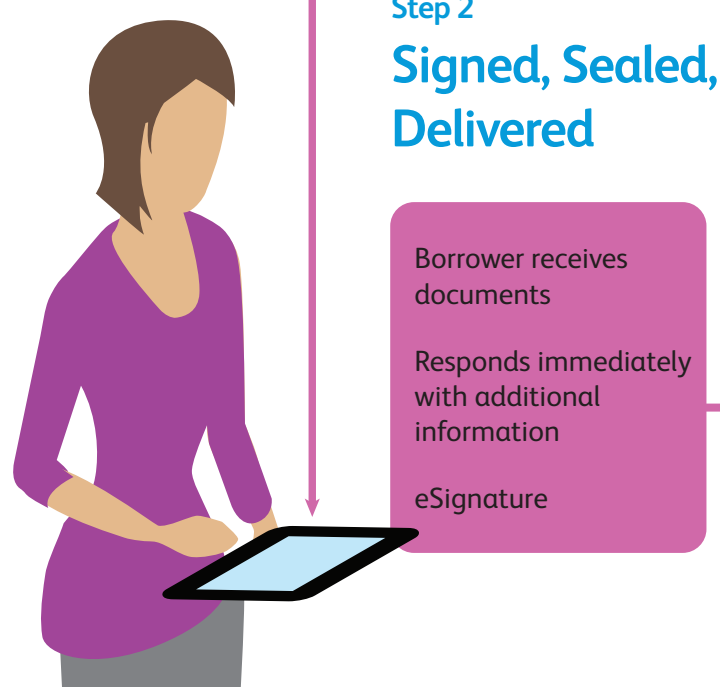 Step 2
Signed, Sealed,
Delivered
Borrower receives
documents
Responds immediately
with additional
information
eSignature